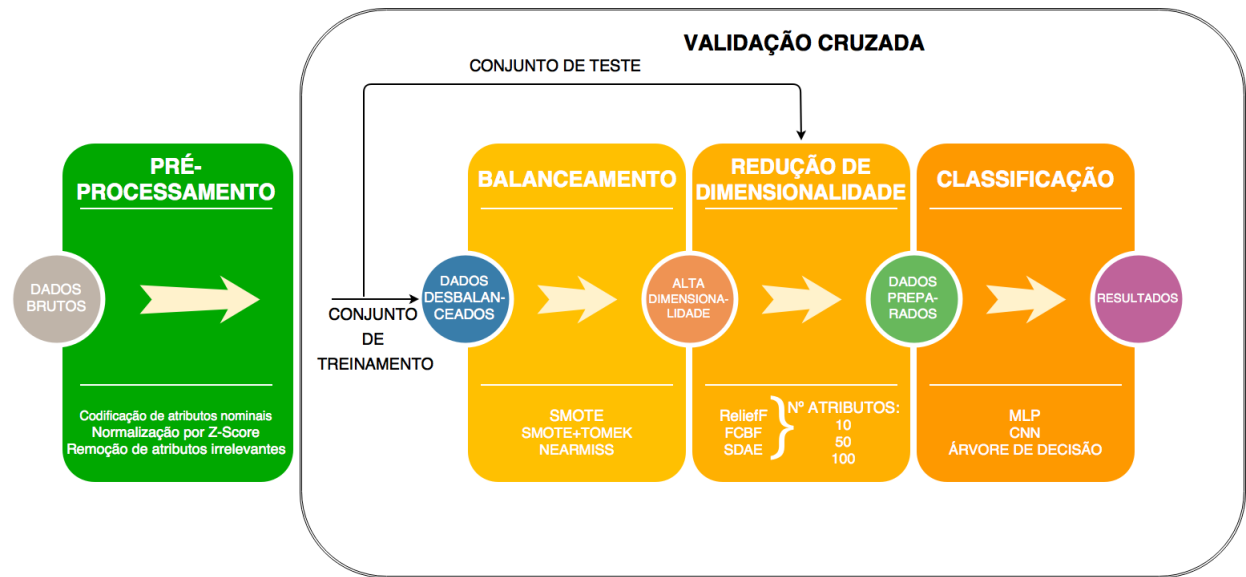 VALIDAÇÃO CRUZADA
CONJUNTO DE TESTE
PRÉ-
PROCESSAMENTO
DADOS
BRUTOS
Codificação de atributos nominais
Normalização por Z-Score
Remoção de atributos irrelevantes
CONJUNTO
DE
TREINAMENTO
BALANCEAMENTO
DADOS
DESBALAN-
CEADOS
SMOTE
SMOTE+TOMEK
NEARMISS
REDUÇÃO DE
DIMENSIONALIDADE
ALTA
DIMENSIONA-
LIDADE
ReliefF
FCBF
SDAE
Nº ATRIBUTOS:
10
50
100
CLASSIFICAÇÃO
DADOS
PREPA-
RADOS
MLP
CNN
ÁRVORE DE DECISÃO
RESULTADOS